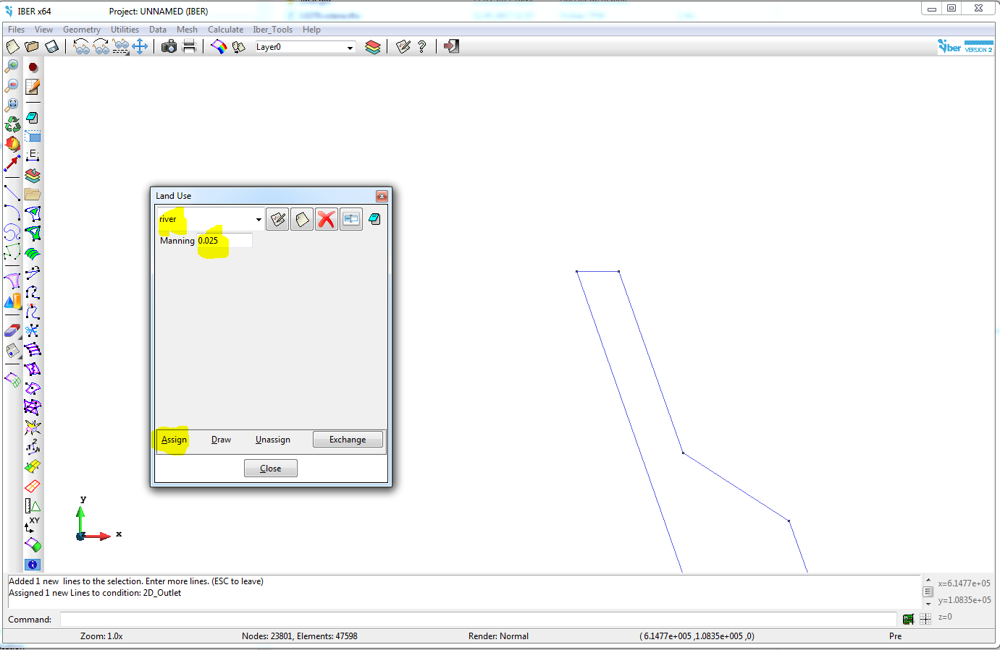 IBER x64 Project: UNNAMED (IBER)
Files View Geometry Utilities Data Mesh Calculate Iber_Tools Help
Layer0
iber VERSION 2
E
Land Use
river
Manning 0.025
Assign Draw Unassign Exchange
Close
2
XY
y
z x
Added 1 new lines to the selection. Enter more lines. (ESC to leave)
Assigned 1 new Lines to condition: 2D_Outlet
x=6.1477e+05
y=1.0835e+05
z=0
Command:
Zoom: 1.0x Nodes: 23801, Elements: 47598 Render: Normal ( 6.1477e+005 ,1.0835e+005 ,0) Pre